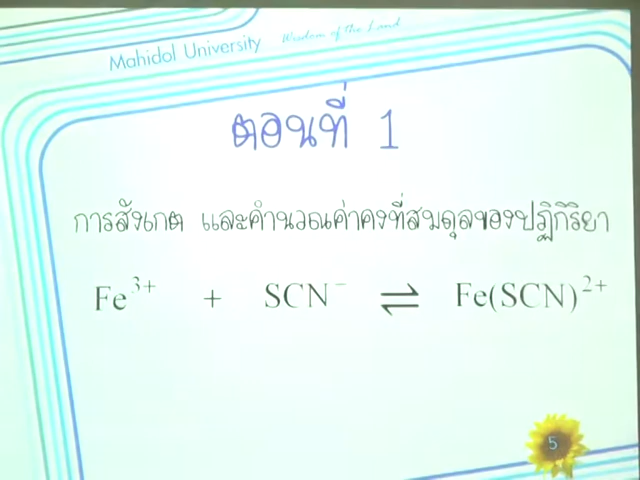 Mahidol University Wisdom of the Land
ตอนที่ 1
การสังเกต และคำนวณค่าคงที่สมดุลของปฏิกิริยา
Fe³⁺ + SCN⁻ ⇌ Fe(SCN)²⁺
5